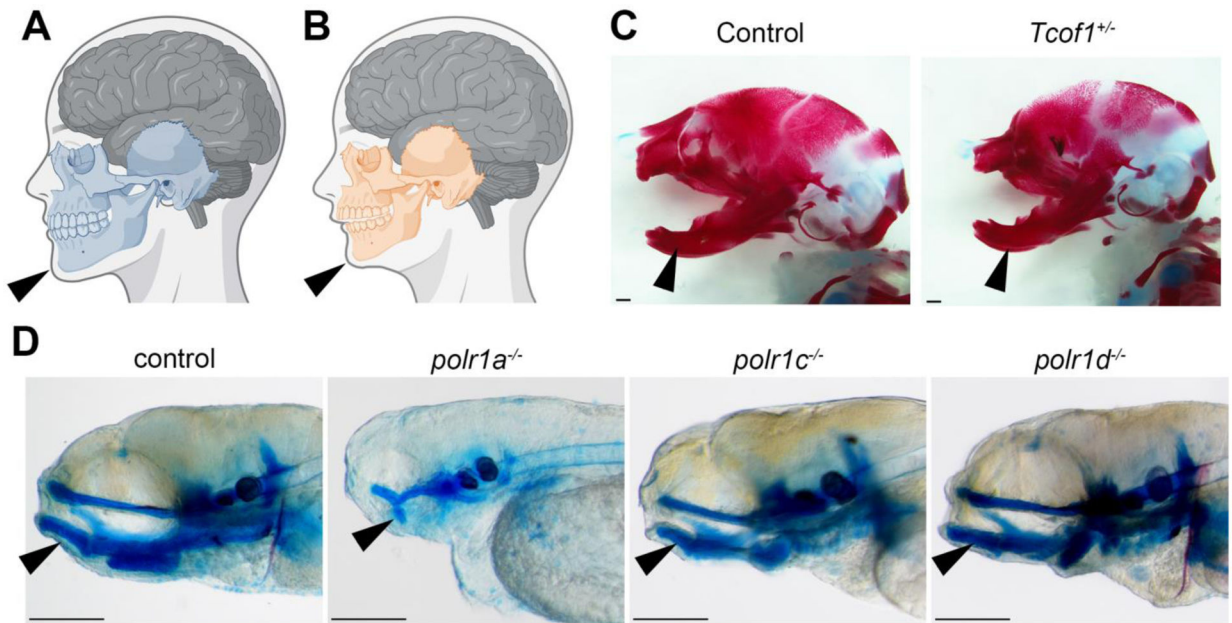 A
B
C
Control
Tcof1+/-
D
control
polr1a-/-
polr1c-/-
polr1d-/-